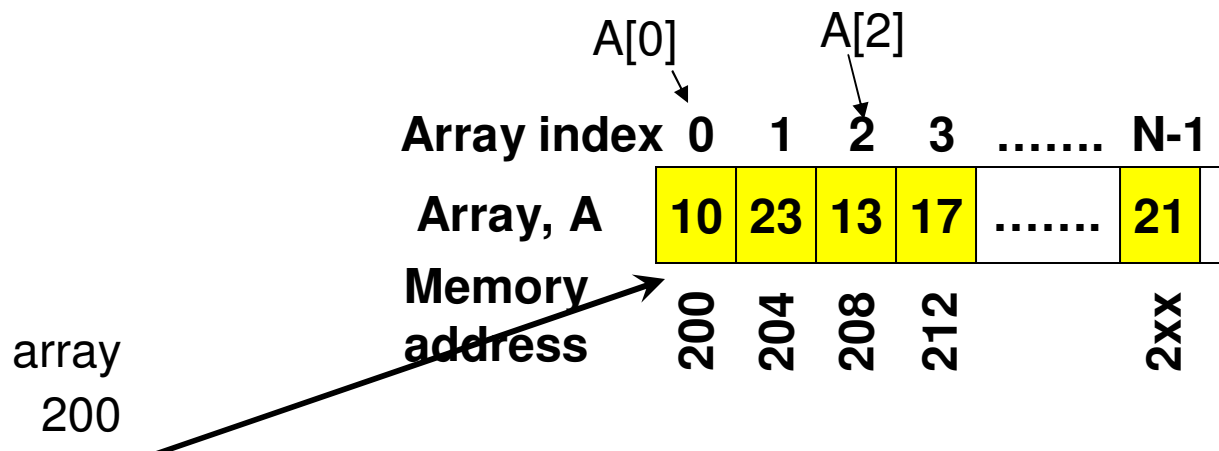 A[0] A[2]
Array index 0 1 2 3 ....... N-1
Array, A 10 23 13 17 ....... 21
Memory
address 200 204 208 212 2xx
array
200